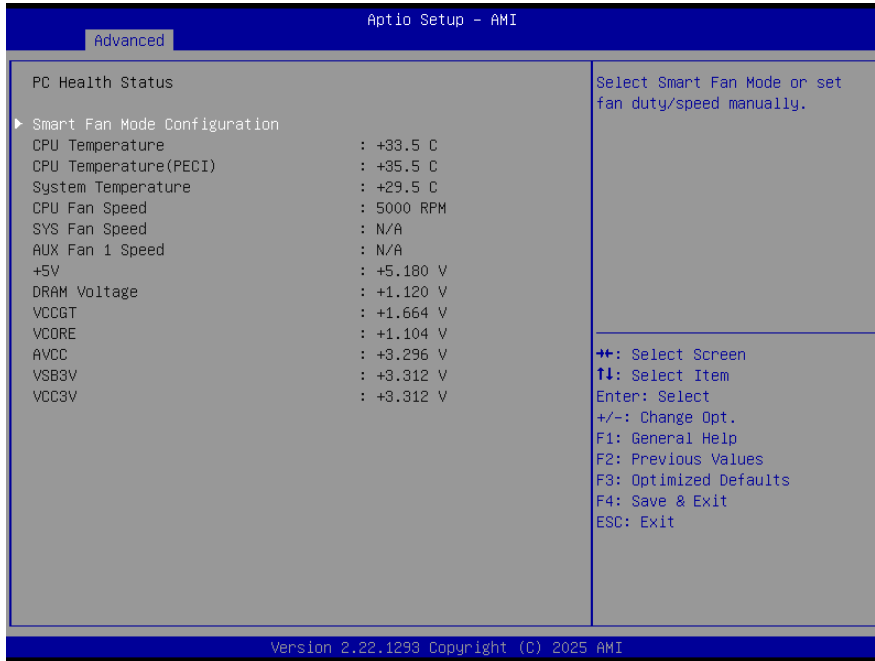 Aptio Setup – AMI
Advanced
PC Health Status
▶ Smart Fan Mode Configuration
CPU Temperature : +33.5 C
CPU Temperature(PECI) : +35.5 C
System Temperature : +29.5 C
CPU Fan Speed : 5000 RPM
SYS Fan Speed : N/A
AUX Fan 1 Speed : N/A
+5V : +5.180 V
DRAM Voltage : +1.120 V
VCCGT : +1.664 V
VCORE : +1.104 V
AVCC : +3.296 V
VSB3V : +3.312 V
VCC3V : +3.312 V
Select Smart Fan Mode or set
fan duty/speed manually.
→←: Select Screen
↑↓: Select Item
Enter: Select
+/-: Change Opt.
F1: General Help
F2: Previous Values
F3: Optimized Defaults
F4: Save & Exit
ESC: Exit
Version 2.22.1293 Copyright (C) 2025 AMI